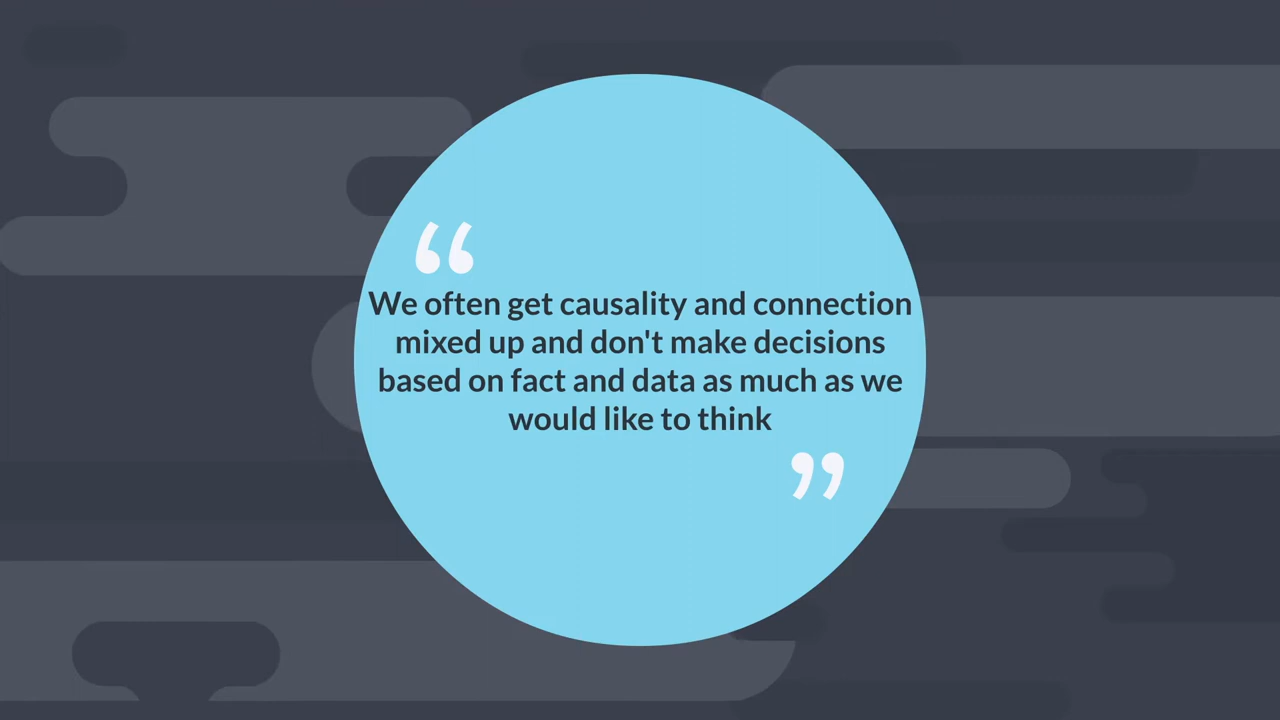 “
We often get causality and connection
mixed up and don't make decisions
based on fact and data as much as we
would like to think
”